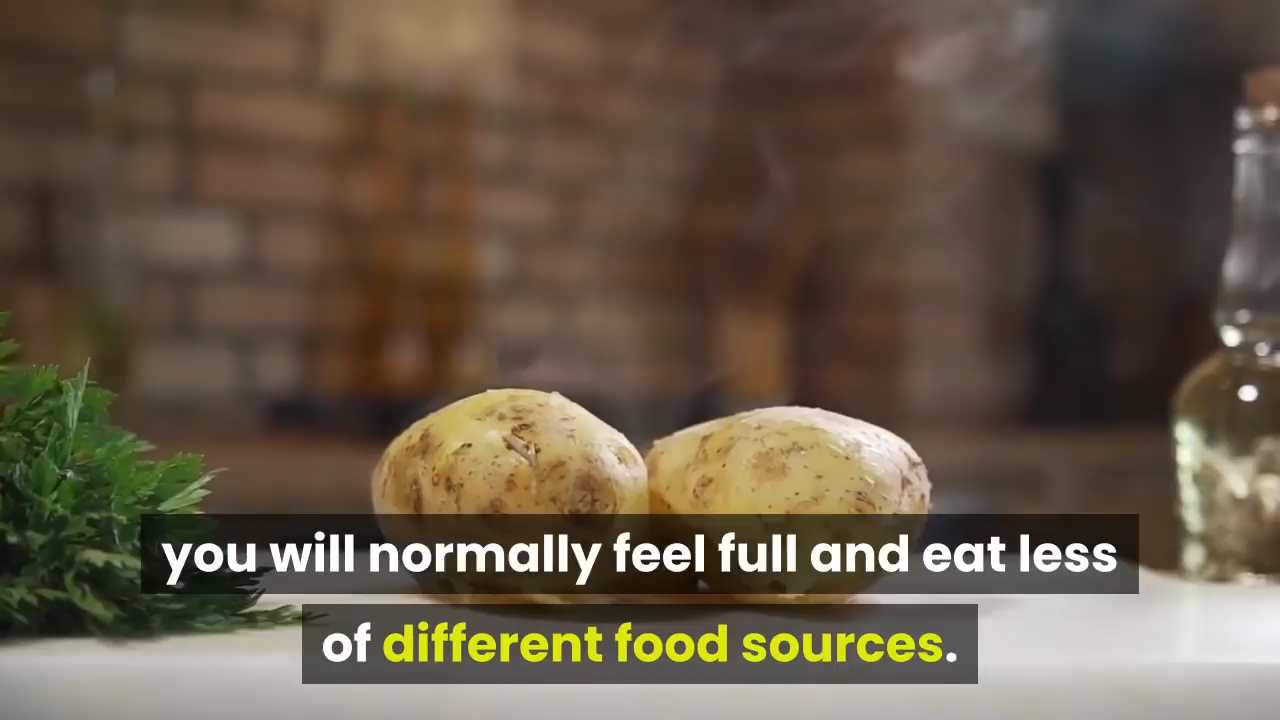 you will normally feel full and eat less
of different food sources.